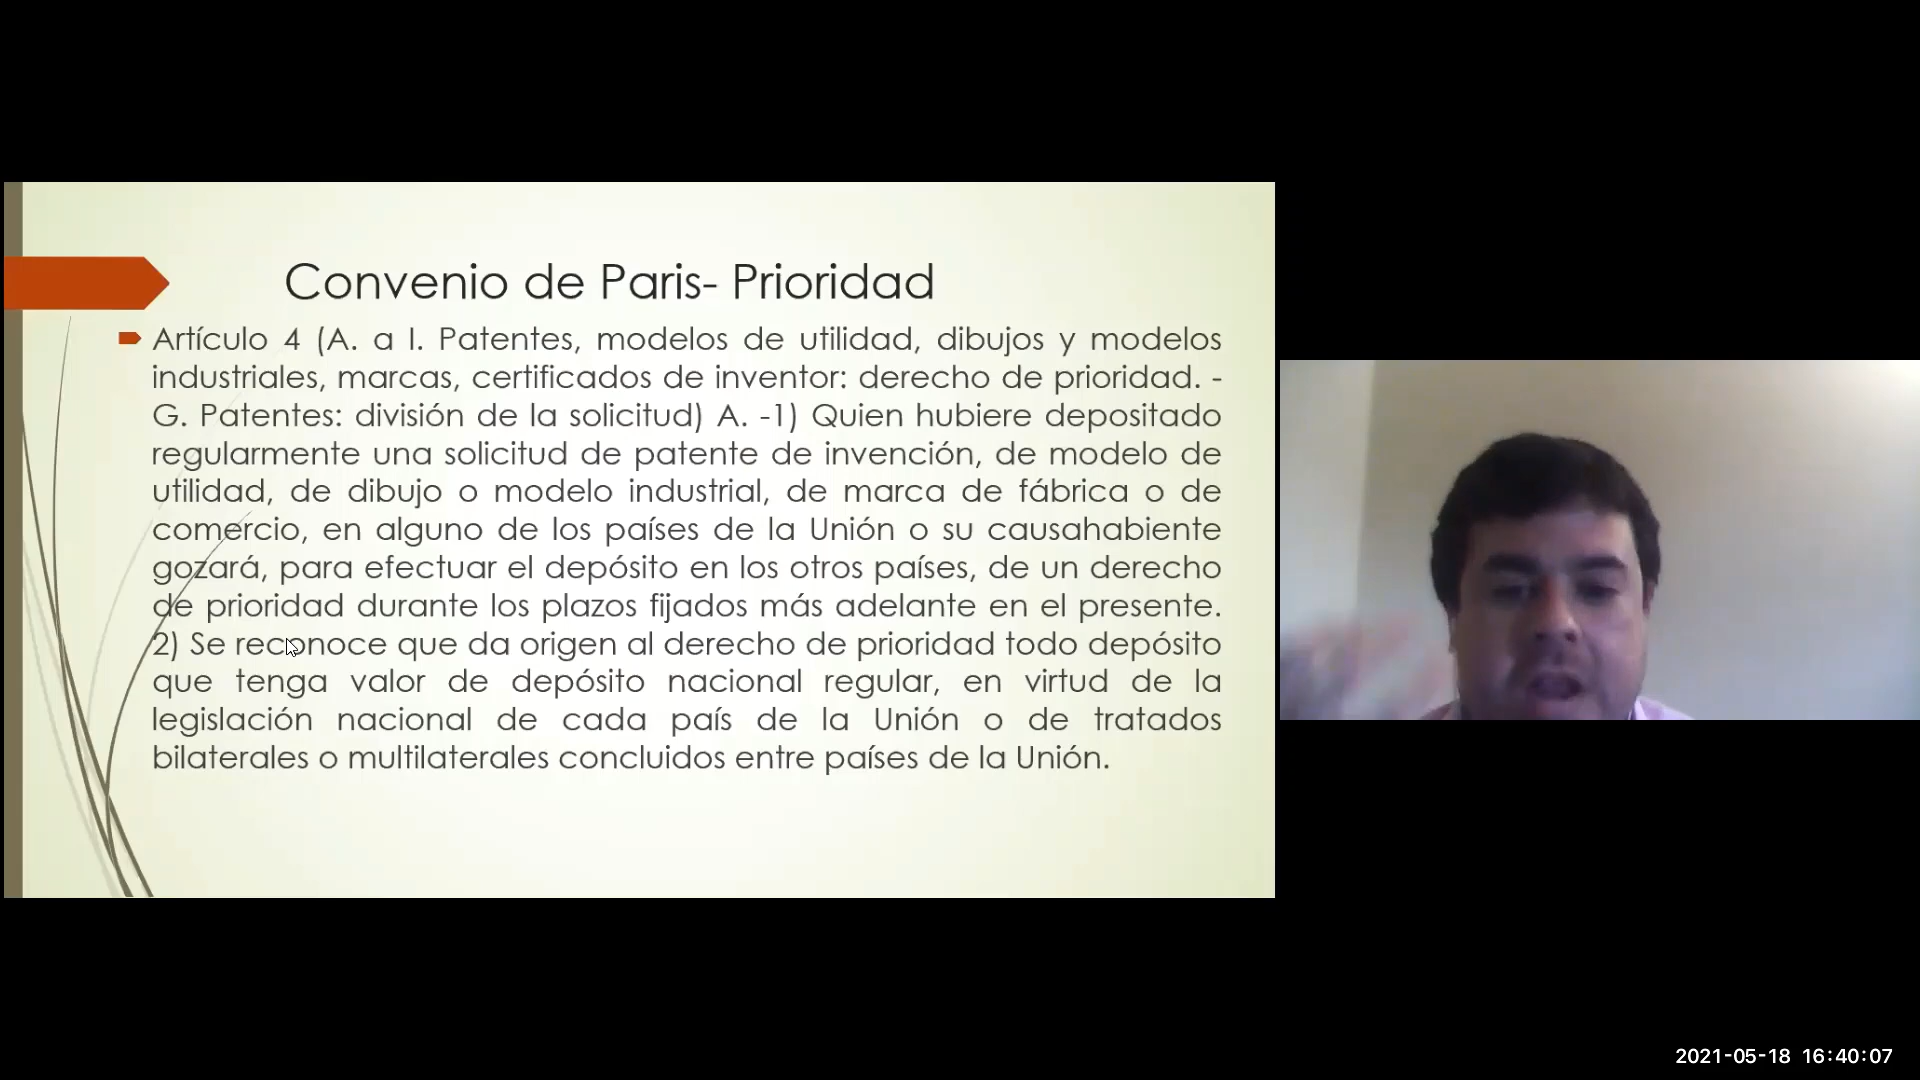 Convenio de Paris- Prioridad
Artículo 4 (A. a I. Patentes, modelos de utilidad, dibujos y modelos
industriales, marcas, certificados de inventor: derecho de prioridad. -
G. Patentes: división de la solicitud) A. -1) Quien hubiere depositado
regularmente una solicitud de patente de invención, de modelo de
utilidad, de dibujo o modelo industrial, de marca de fábrica o de
comercio, en alguno de los países de la Unión o su causahabiente
gozará, para efectuar el depósito en los otros países, de un derecho
de prioridad durante los plazos fijados más adelante en el presente.
2) Se reconoce que da origen al derecho de prioridad todo depósito
que tenga valor de depósito nacional regular, en virtud de la
legislación nacional de cada país de la Unión o de tratados
bilaterales o multilaterales concluidos entre países de la Unión.
2021-05-18 16:40:07